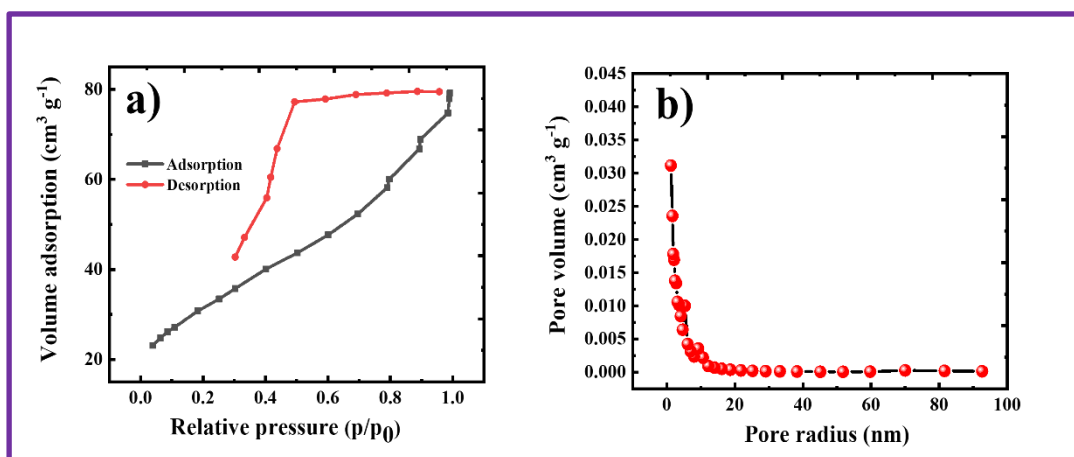 a)
Volume adsorption (cm³ g⁻¹)
80
60
40
20
Adsorption
Desorption
0.0 0.2 0.4 0.6 0.8 1.0
Relative pressure (p/p₀)
b)
Pore volume (cm³ g⁻¹)
0.045
0.040
0.035
0.030
0.025
0.020
0.015
0.010
0.005
0.000
0 20 40 60 80 100
Pore radius (nm)